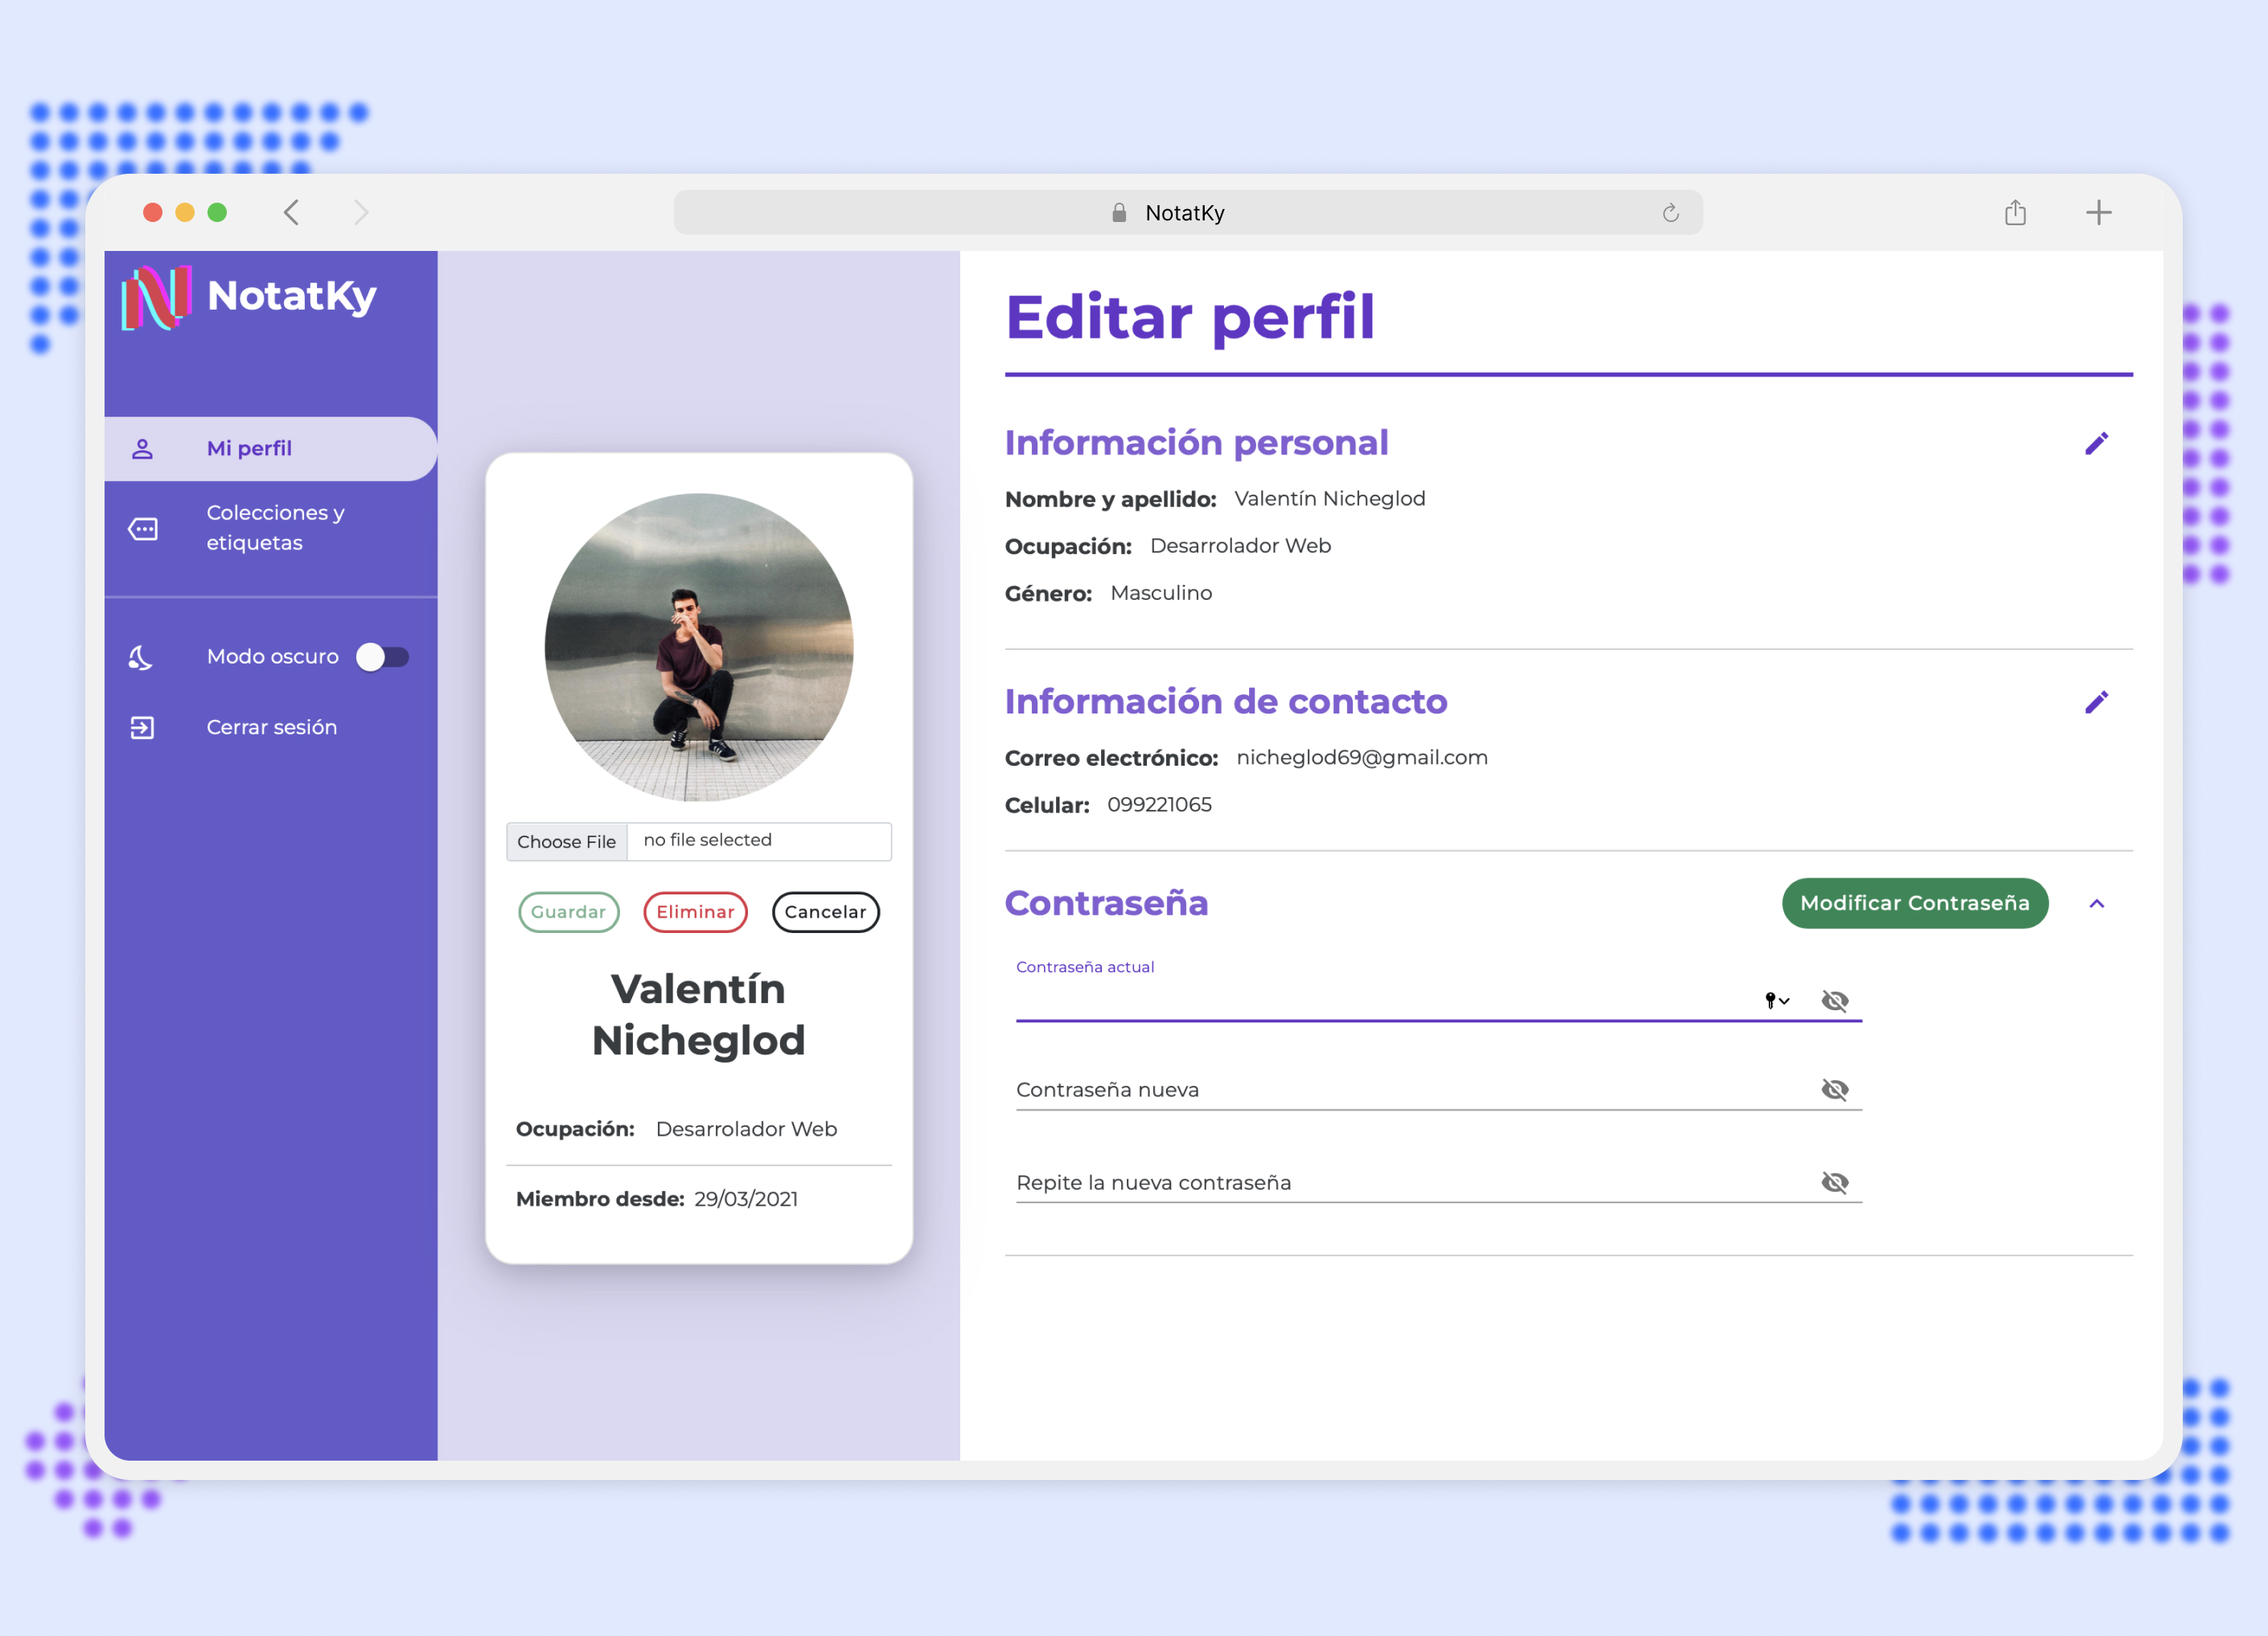 NotatKy
NotatKy
Mi perfil
Colecciones y
etiquetas
Modo oscuro
Cerrar sesión
Choose File no file selected
Guardar Eliminar Cancelar
Valentín
Nicheglod
Ocupación: Desarrolador Web
Miembro desde: 29/03/2021
Editar perfil
Información personal
Nombre y apellido: Valentín Nicheglod
Ocupación: Desarrolador Web
Género: Masculino
Información de contacto
Correo electrónico: nicheglod69@gmail.com
Celular: 099221065
Contraseña Modificar Contraseña
Contraseña actual
Contraseña nueva
Repite la nueva contraseña